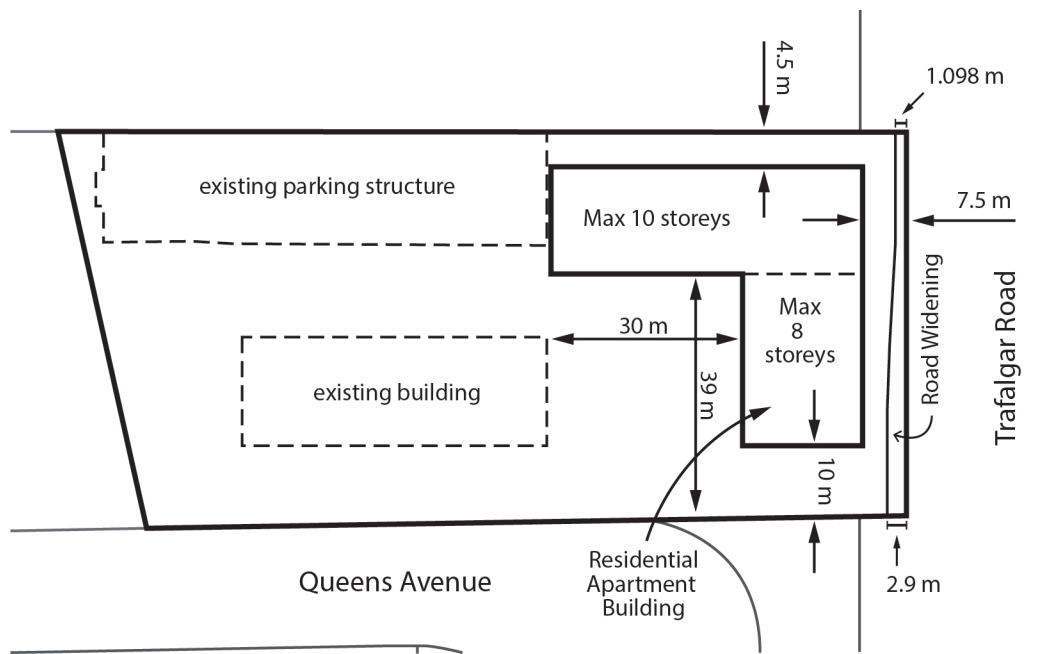 4.5 m
1.098 m
existing parking structure
Max 10 storeys
7.5 m
Road Widening
Trafalgar Road
Max
8
storeys
30 m
39 m
existing building
10 m
Residential
Apartment
Building
Queens Avenue
2.9 m